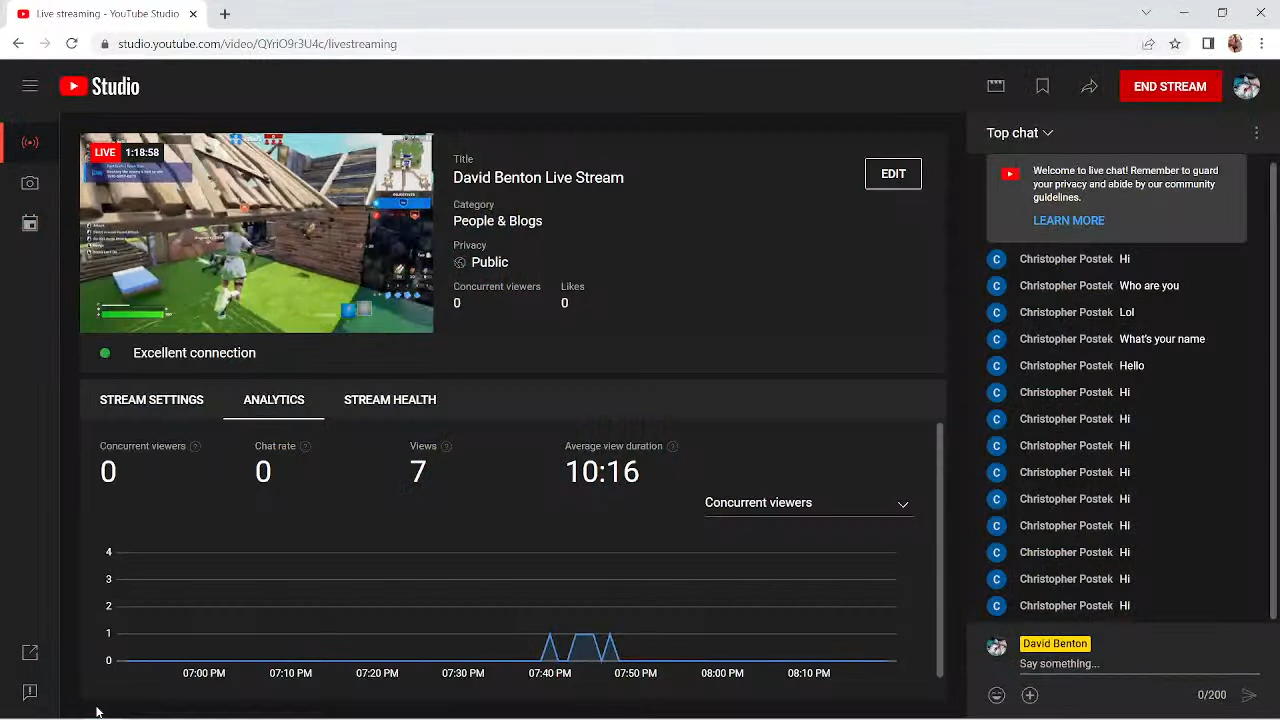 Live streaming - YouTube Studio
studio.youtube.com/video/QYriO9r3U4c/livestreaming
Studio
END STREAM
LIVE 1:18:58
Title
David Benton Live Stream
EDIT
Category
People & Blogs
Privacy
Public
Concurrent viewers Likes
0 0
Excellent connection
STREAM SETTINGS ANALYTICS STREAM HEALTH
Concurrent viewers Chat rate Views Average view duration
0 0 7 10:16
Concurrent viewers
4
3
2
1
0
07:00 PM 07:10 PM 07:20 PM 07:30 PM 07:40 PM 07:50 PM 08:00 PM 08:10 PM
Top chat
Welcome to live chat! Remember to guard
your privacy and abide by our community
guidelines.
LEARN MORE
C Christopher Postek Hi
C Christopher Postek Who are you
C Christopher Postek Lol
C Christopher Postek What's your name
C Christopher Postek Hello
C Christopher Postek Hi
C Christopher Postek Hi
C Christopher Postek Hi
C Christopher Postek Hi
C Christopher Postek Hi
C Christopher Postek Hi
C Christopher Postek Hi
C Christopher Postek Hi
C Christopher Postek Hi
David Benton
Say something...
0/200